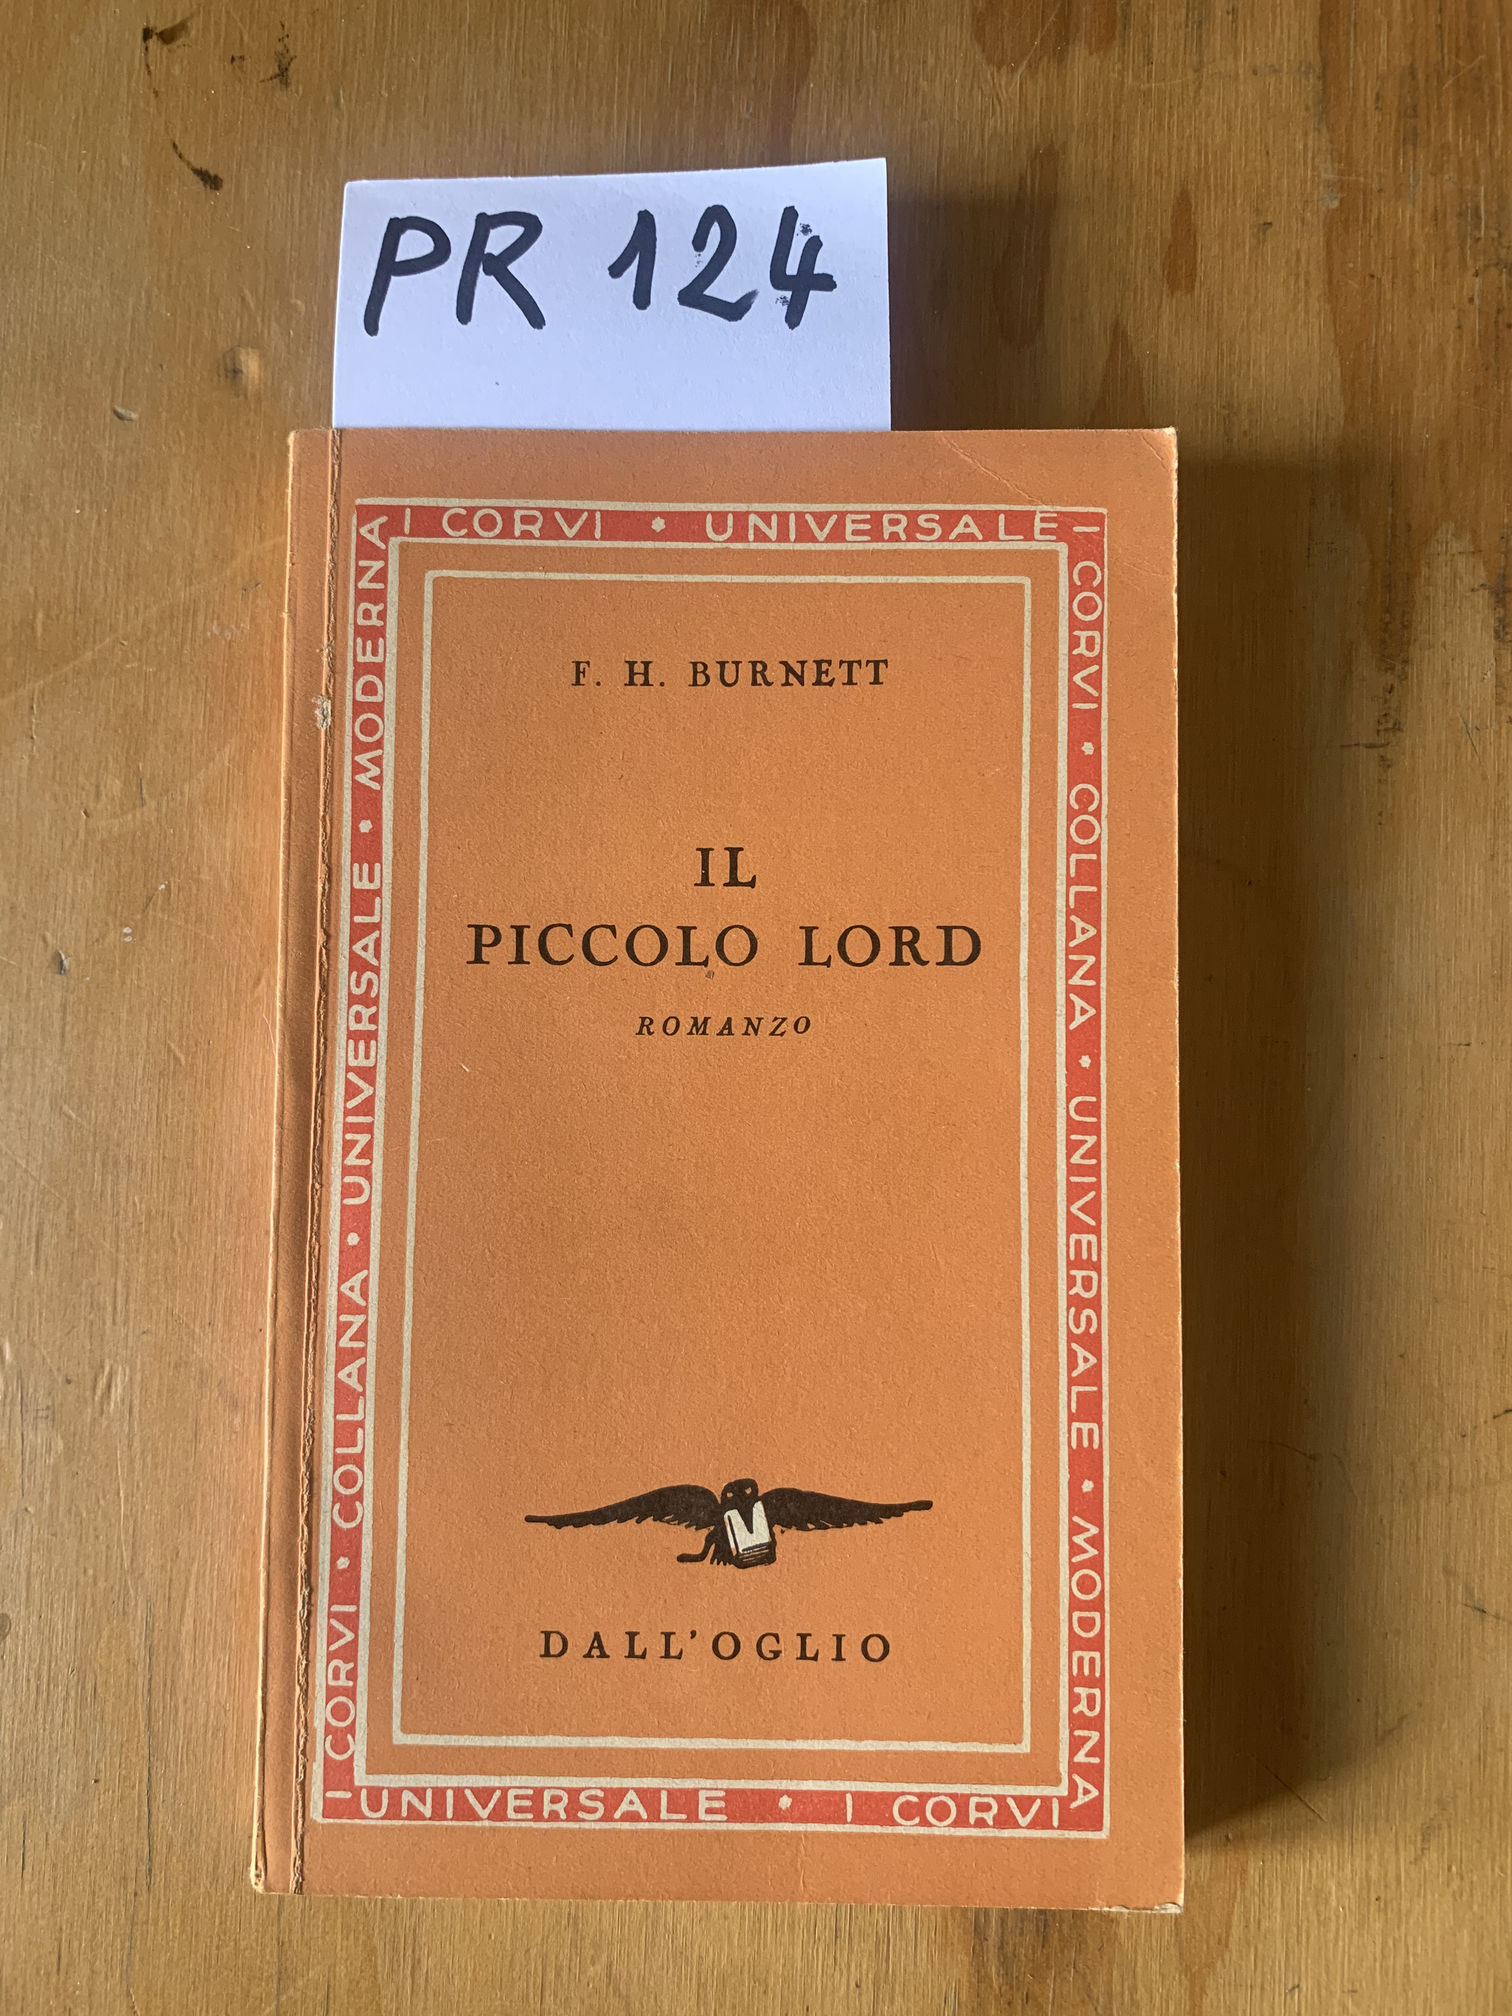 PR 124
I CORVI • UNIVERSALE
I CORVI • COLLANA • UNIVERSALE • MODERNA
I CORVI • COLLANA • UNIVERSALE • MODERNA
F. H. BURNETT
IL
PICCOLO LORD
ROMANZO
DALL'OGLIO
UNIVERSALE • I CORVI